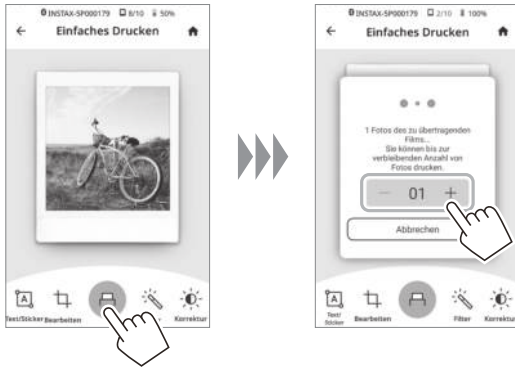 INSTAX-SP000179 8/10 50%
Einfaches Drucken
Text/Sticker Bearbeiten Korrektur
INSTAX-SP000179 2/10 100%
Einfaches Drucken
1 Fotos des zu übertragenden
Films...
Sie können bis zur
verbleibenden Anzahl von
Fotos drucken.
− 01 +
Abbrechen
Text/
Sticker Bearbeiten Filter Korrektur